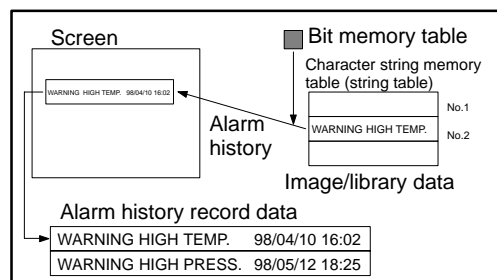 Screen
WARNING HIGH TEMP. 98/04/10 16:02
Bit memory table
Character string memory
table (string table)
No.1
WARNING HIGH TEMP.
No.2
Alarm
history
Image/library data
Alarm history record data
WARNING HIGH TEMP. 98/04/10 16:02
WARNING HIGH PRESS. 98/05/12 18:25